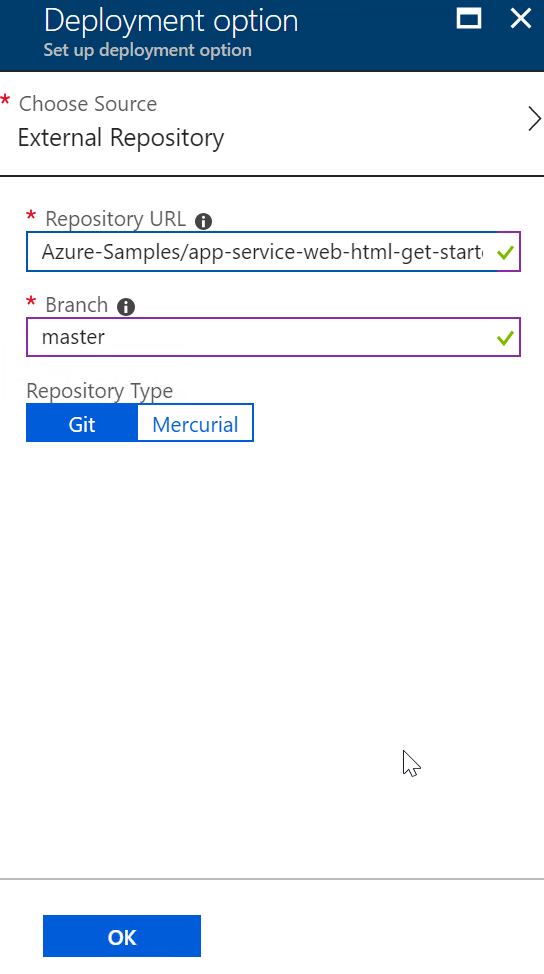 Deployment option
Set up deployment option
* Choose Source
External Repository
* Repository URL
Azure-Samples/app-service-web-html-get-start
* Branch
master
Repository Type
Git Mercurial
OK